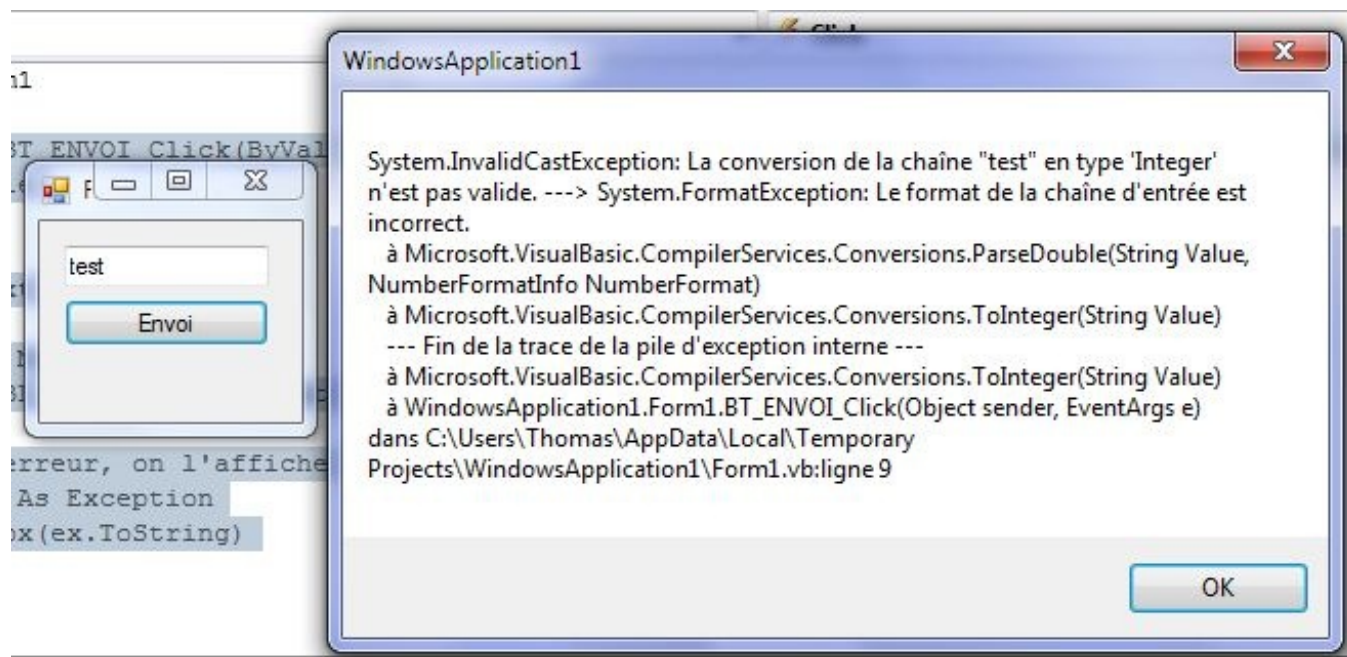 Click
WindowsApplication1
BT_ENVOI_Click(ByVal
test
Envoi
erreur, on l'affiche
As Exception
(ex.ToString)
System.InvalidCastException: La conversion de la chaîne "test" en type 'Integer'
n'est pas valide. ---> System.FormatException: Le format de la chaîne d'entrée est
incorrect.
à Microsoft.VisualBasic.CompilerServices.Conversions.ParseDouble(String Value,
NumberFormatInfo NumberFormat)
à Microsoft.VisualBasic.CompilerServices.Conversions.ToInteger(String Value)
--- Fin de la trace de la pile d'exception interne ---
à Microsoft.VisualBasic.CompilerServices.Conversions.ToInteger(String Value)
à WindowsApplication1.Form1.BT_ENVOI_Click(Object sender, EventArgs e)
dans C:\Users\Thomas\AppData\Local\Temporary
Projects\WindowsApplication1\Form1.vb:ligne 9
OK